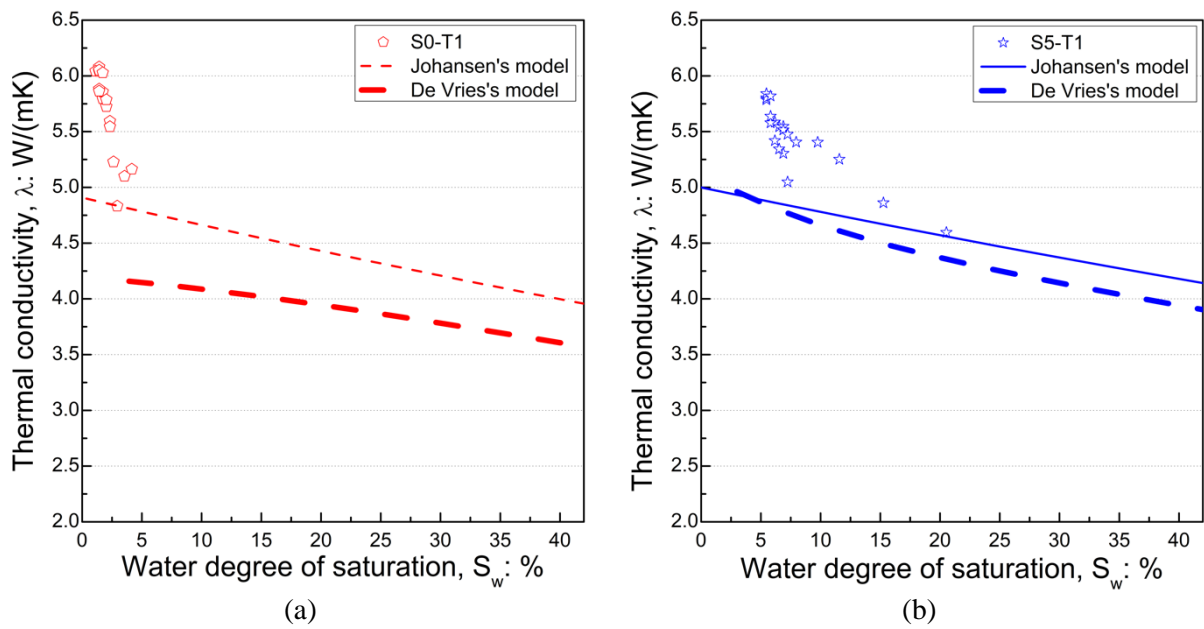 6.5
6.0
5.5
5.0
4.5
4.0
3.5
3.0
2.5
2.0
Thermal conductivity, λ: W/(mK)
S0-T1
Johansen's model
De Vries's model
0 5 10 15 20 25 30 35 40
Water degree of saturation, Sw: %
(a)
6.5
6.0
5.5
5.0
4.5
4.0
3.5
3.0
2.5
2.0
Thermal conductivity, λ: W/(mK)
S5-T1
Johansen's model
De Vries's model
0 5 10 15 20 25 30 35 40
Water degree of saturation, Sw: %
(b)